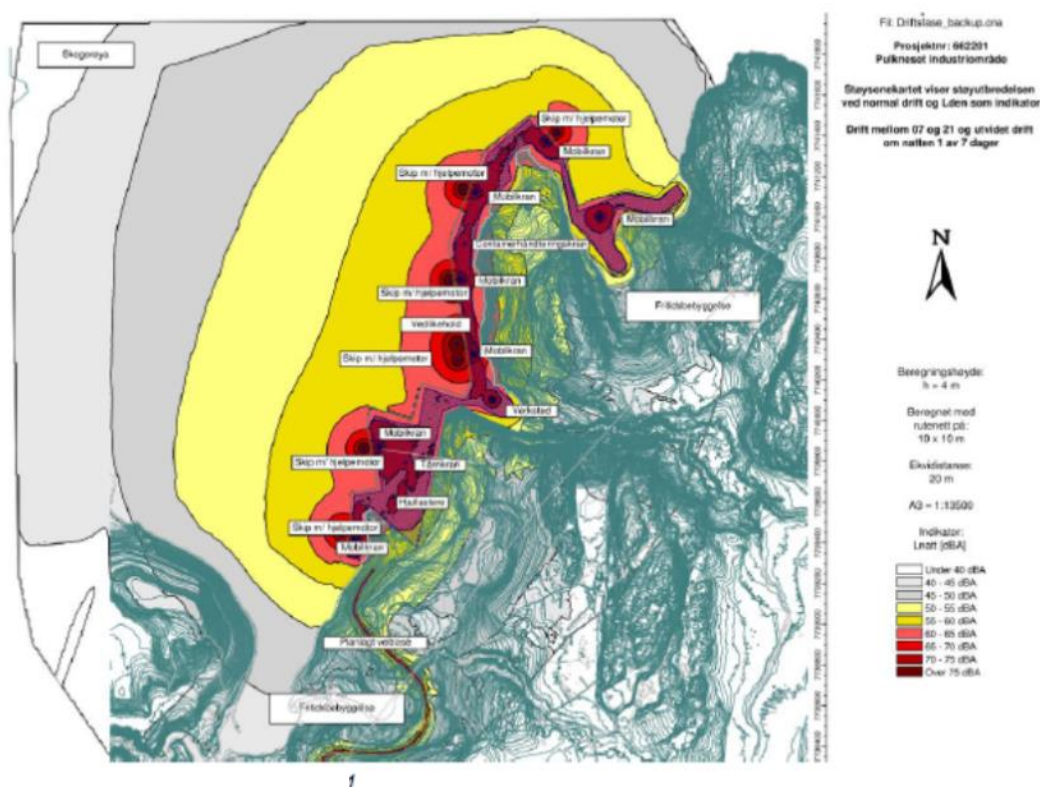 Fil: Driftsfase_backup.cna
Prosjektnr: 662201
Pulkneset industriområde
Støysonekartet viser støyutbredelsen
ved normal drift og Lden som indikator
Drift mellom 07 og 21 og utvidet drift
om natten 1 av 7 dager
N
Skogerøya
Skip m/ hjelpemotor
Mobilkran
Skip m/ hjelpemotor
Mobilkran
Mobilkran
Containerhåndteringskran
Mobilkran
Skip m/ hjelpemotor
Fritidsbebyggelse
Vedlikehold
Mobilkran
Skip m/ hjelpemotor
Verksted
Mobilkran
Skip m/ hjelpemotor
Tårnkran
Hjullastere
Skip m/ hjelpemotor
Mobilkran
Planlagt veitrasé
Fritidsbebyggelse
Beregningshøyde:
h = 4 m
Beregnet med
rutenett på:
10 x 10 m
Ekvidistanse:
20 m
A3 = 1:13500
Indikator:
Lnatt [dBA]
Under 40 dBA
40 - 45 dBA
45 - 50 dBA
50 - 55 dBA
55 - 60 dBA
60 - 65 dBA
65 - 70 dBA
70 - 75 dBA
Over 75 dBA
1